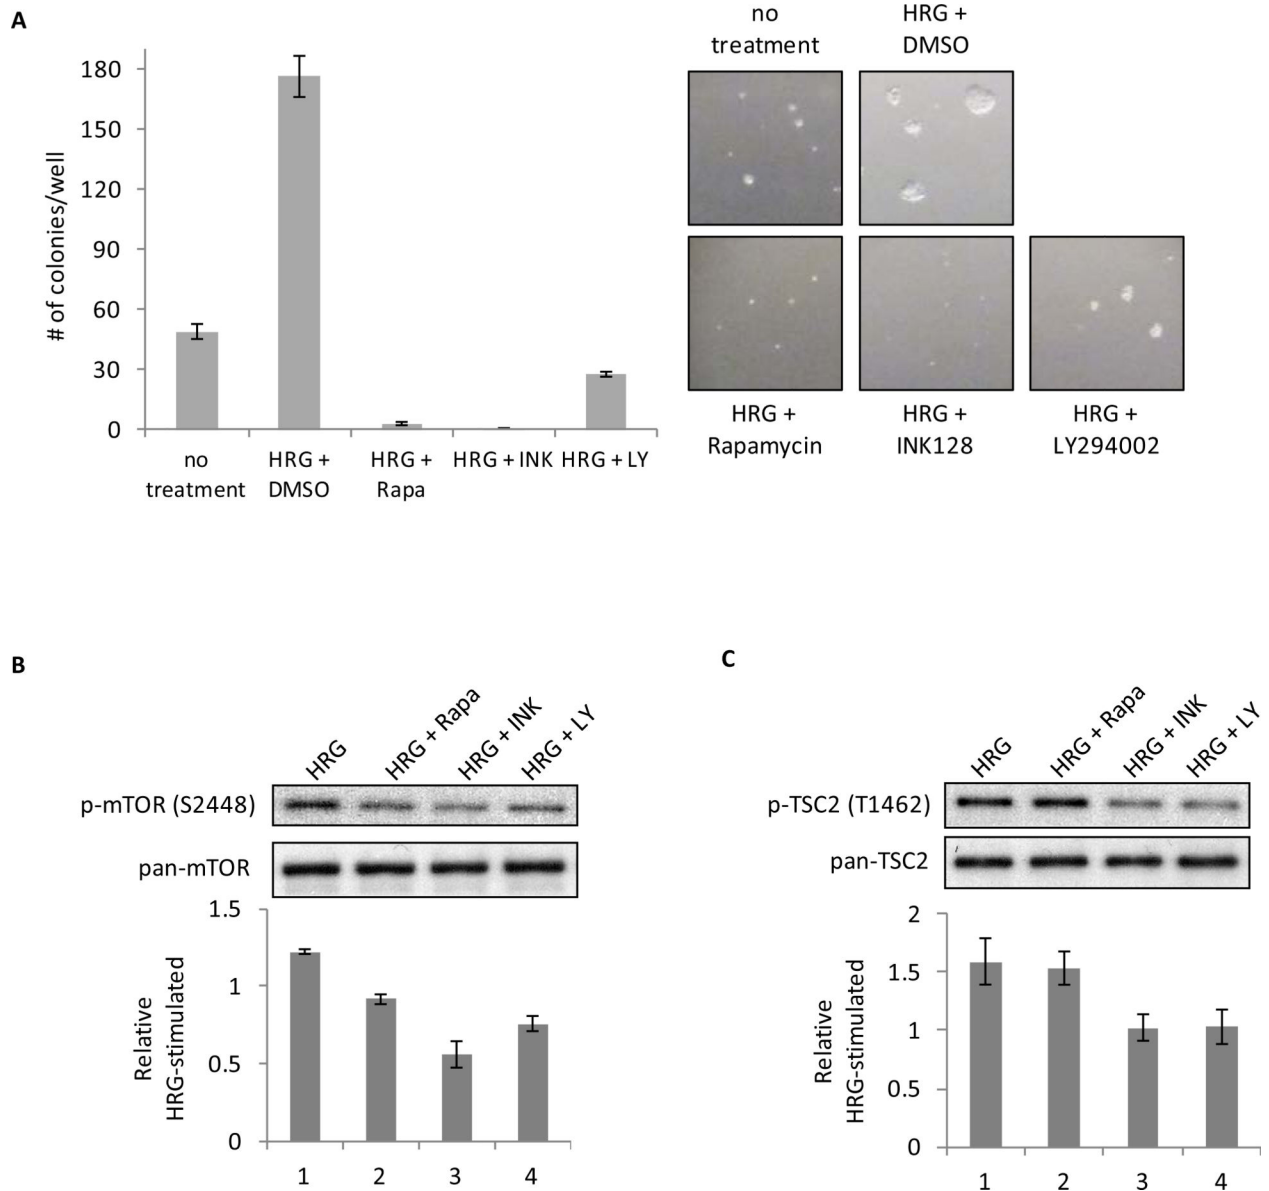 A
180
150
120
90
60
30
0
# of colonies/well
no
treatment
HRG +
DMSO
HRG +
Rapa
HRG + INK
HRG + LY
no
treatment
HRG +
DMSO
HRG +
Rapamycin
HRG +
INK128
HRG +
LY294002
B
HRG
HRG + Rapa
HRG + INK
HRG + LY
p-mTOR (S2448)
pan-mTOR
1.5
1
0.5
0
Relative
HRG-stimulated
1 2 3 4
C
HRG
HRG + Rapa
HRG + INK
HRG + LY
p-TSC2 (T1462)
pan-TSC2
2
1.5
1
0.5
0
Relative
HRG-stimulated
1 2 3 4